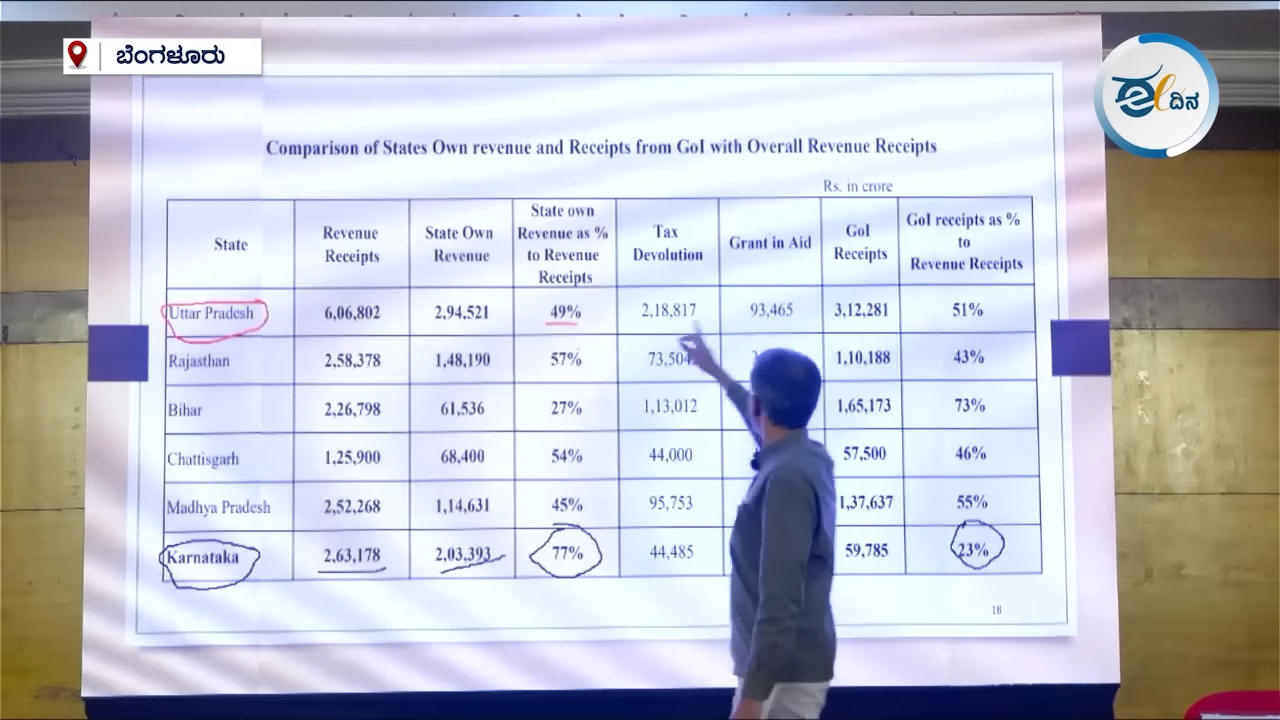 ಬೆಂಗಳೂರು
ಈ ದಿನ
Comparison of States Own revenue and Receipts from GoI with Overall Revenue Receipts
Rs. in crore
State | Revenue Receipts | State Own Revenue | State own Revenue as % to Revenue Receipts | Tax Devolution | Grant in Aid | GoI Receipts | GoI receipts as % to Revenue Receipts
Uttar Pradesh 6,06,802 2,94,521 49% 2,18,817 93,465 3,12,281 51%
Rajasthan 2,58,378 1,48,190 57% 73,504 1,10,188 43%
Bihar 2,26,798 61,536 27% 1,13,012 1,65,173 73%
Chattisgarh 1,25,900 68,400 54% 44,000 57,500 46%
Madhya Pradesh 2,52,268 1,14,631 45% 95,753 1,37,637 55%
Karnataka 2,63,178 2,03,393 77% 44,485 59,785 23%
18